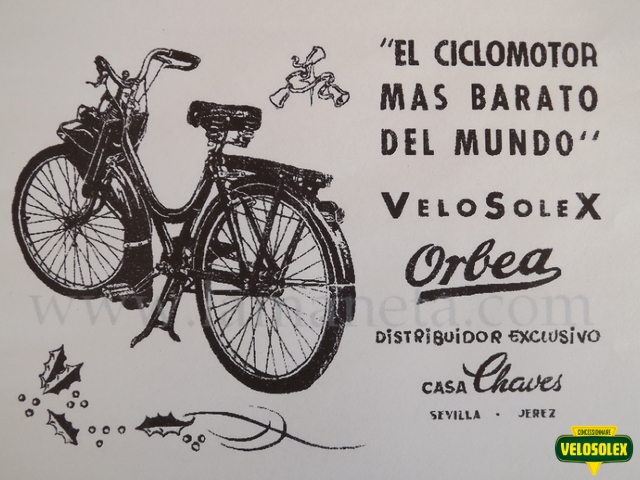 "EL CICLOMOTOR
MAS BARATO
DEL MUNDO"
VELOSOLEX
Orbea
DISTRIBUIDOR EXCLUSIVO
CASA Chaves
SEVILLA · JEREZ
CONCESSIONNAIRE
VELOSOLEX